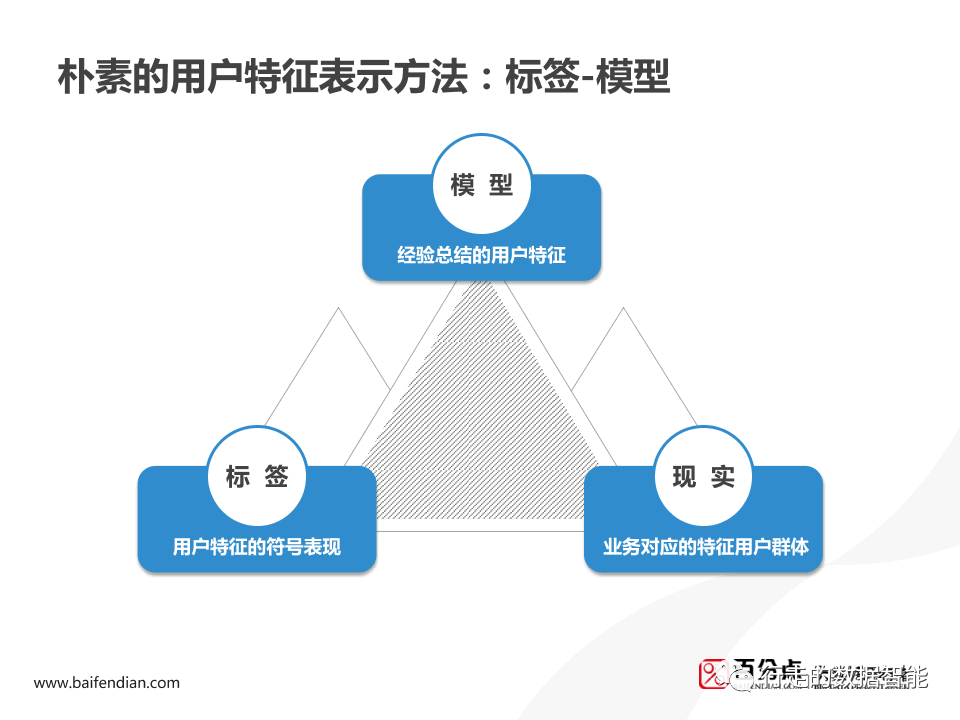 朴素的用户特征表示方法：标签-模型
模 型
经验总结的用户特征
标 签
用户特征的符号表现
现 实
业务对应的特征用户群体
www.baifendian.com
百分点
行走的数据智能